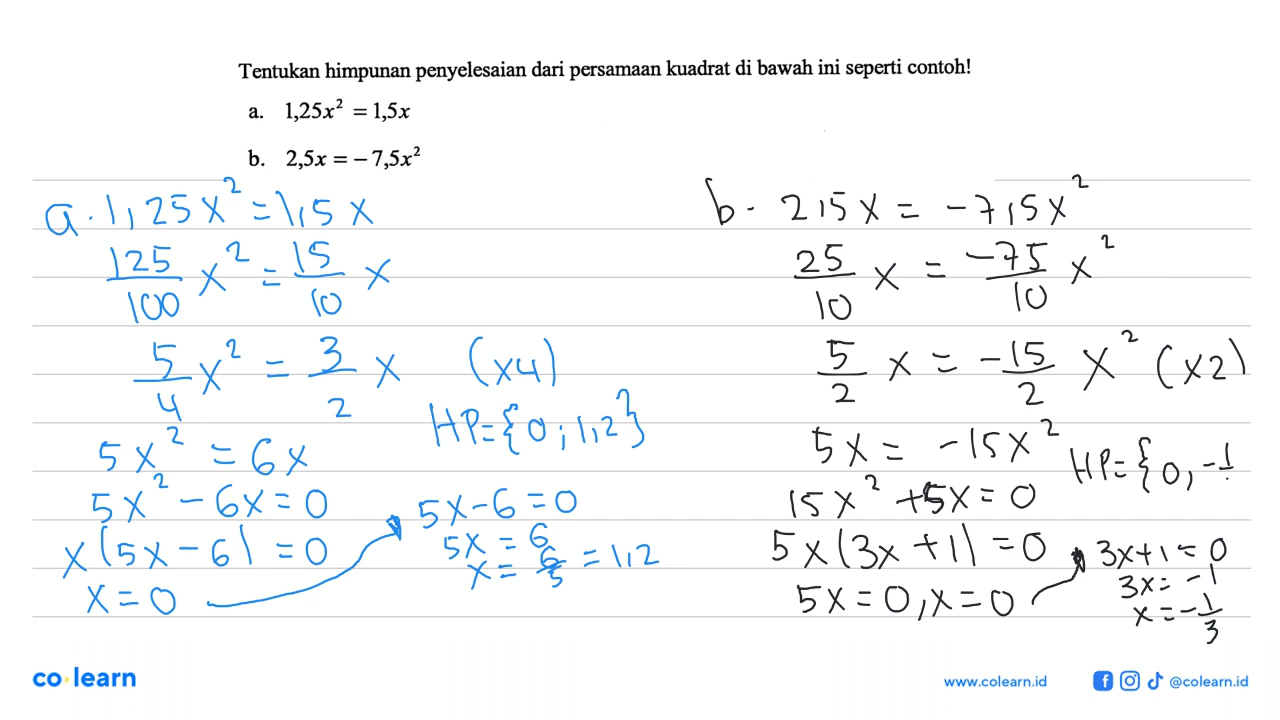 Tentukan himpunan penyelesaian dari persamaan kuadrat di bawah ini seperti contoh!
a. 1,25x² = 1,5x
b. 2,5x = –7,5x²
a. 1,25x² = 1,5x
125/100 x² = 15/10 x
5/4 x² = 3/2 x (x4)
5x² = 6x
5x² - 6x = 0
x(5x - 6) = 0
x = 0
5x - 6 = 0
5x = 6
x = 6/5 = 1,2
HP = {0; 1,2}
b. 2,5x = -7,5x²
25/10 x = -75/10 x²
5/2 x = -15/2 x² (x2)
5x = -15x²
15x² + 5x = 0
5x(3x + 1) = 0
5x = 0, x = 0
3x + 1 = 0
3x = -1
x = -1/3
HP = {0, -1
co learn
www.colearn.id
@colearn.id